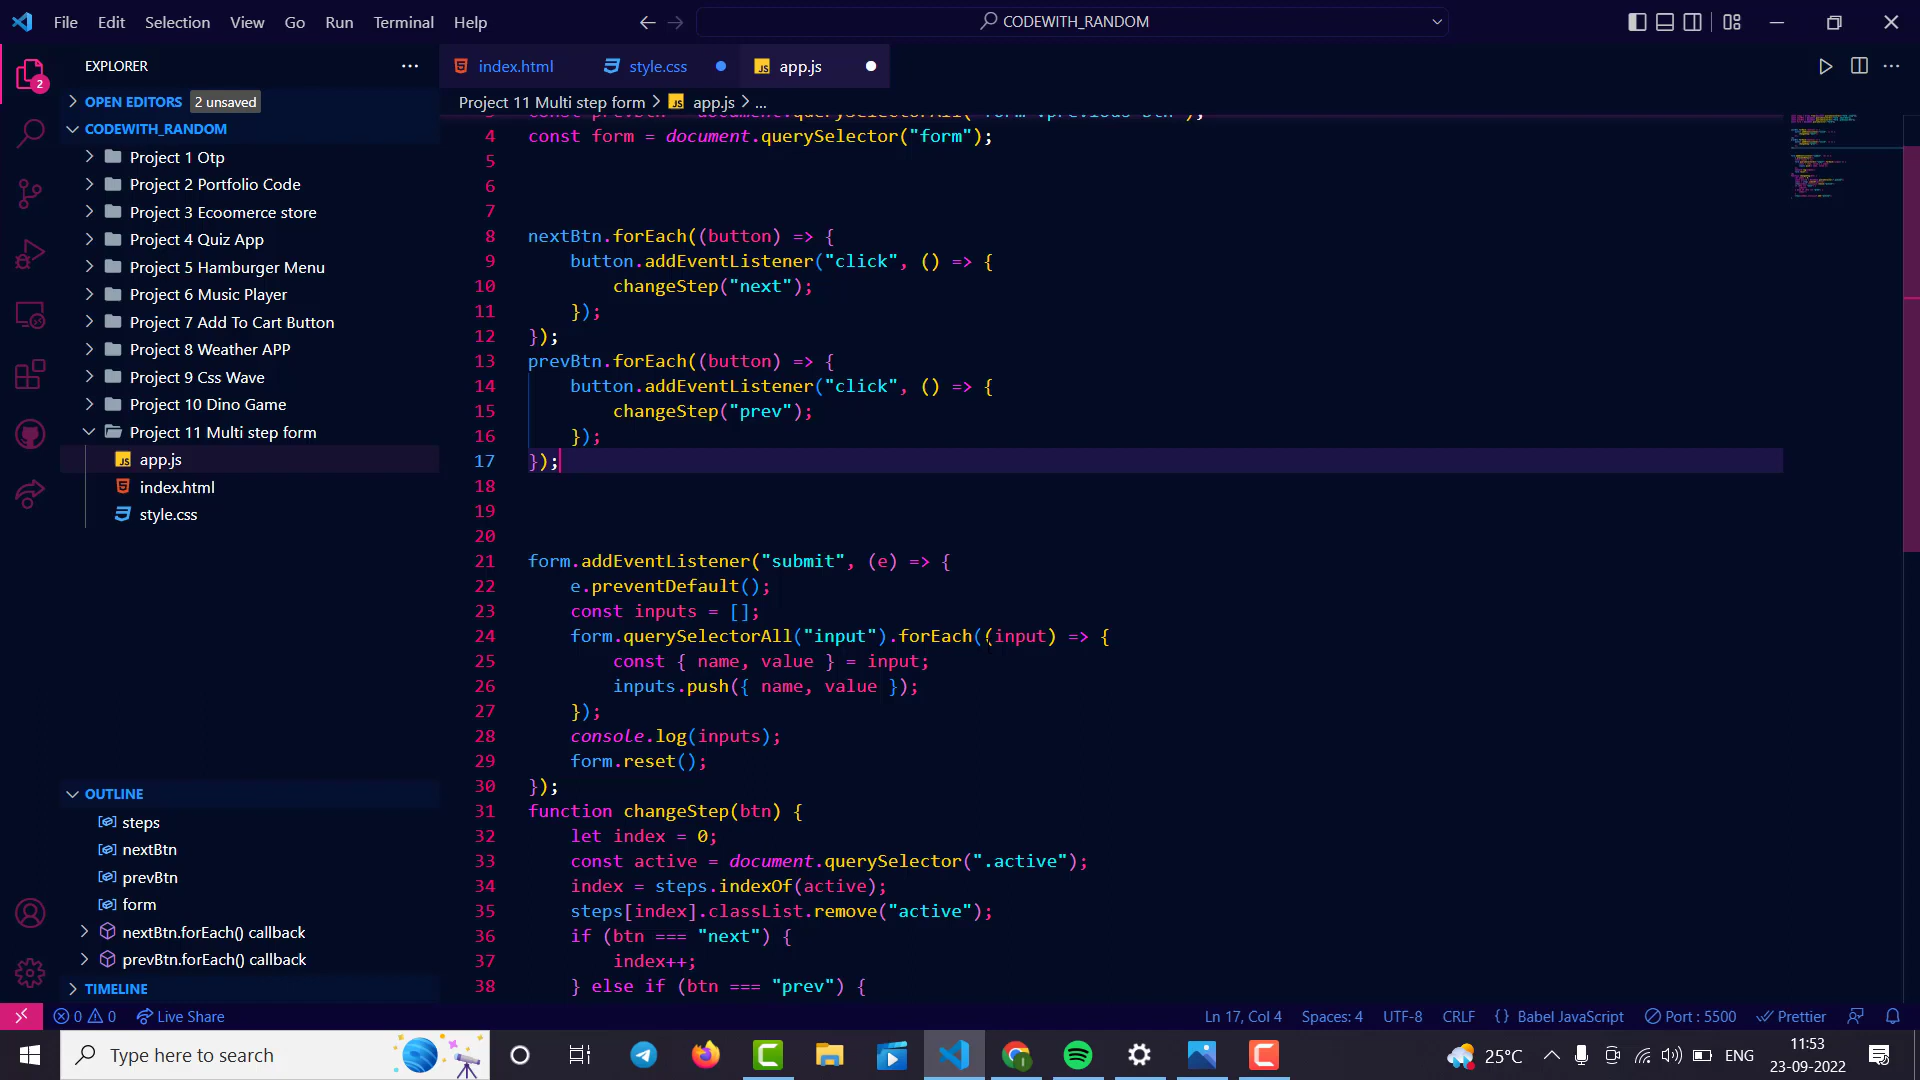 File Edit Selection View Go Run Terminal Help
CODEWITH_RANDOM
EXPLORER
OPEN EDITORS 2 unsaved
CODEWITH_RANDOM
Project 1 Otp
Project 2 Portfolio Code
Project 3 Ecoomerce store
Project 4 Quiz App
Project 5 Hamburger Menu
Project 6 Music Player
Project 7 Add To Cart Button
Project 8 Weather APP
Project 9 Css Wave
Project 10 Dino Game
Project 11 Multi step form
app.js
index.html
style.css
OUTLINE
steps
nextBtn
prevBtn
form
nextBtn.forEach() callback
prevBtn.forEach() callback
TIMELINE
2
index.html style.css JS app.js
Project 11 Multi step form > JS app.js > ...
4 const form = document.querySelector("form");
5
6
7
8 nextBtn.forEach((button) => {
9 button.addEventListener("click", () => {
10 changeStep("next");
11 });
12 });
13 prevBtn.forEach((button) => {
14 button.addEventListener("click", () => {
15 changeStep("prev");
16 });
17 });
18
19
20
21 form.addEventListener("submit", (e) => {
22 e.preventDefault();
23 const inputs = [];
24 form.querySelectorAll("input").forEach((input) => {
25 const { name, value } = input;
26 inputs.push({ name, value });
27 });
28 console.log(inputs);
29 form.reset();
30 });
31 function changeStep(btn) {
32 let index = 0;
33 const active = document.querySelector(".active");
34 index = steps.indexOf(active);
35 steps[index].classList.remove("active");
36 if (btn === "next") {
37 index++;
38 } else if (btn === "prev") {
0 0 Live Share Ln 17, Col 4 Spaces: 4 UTF-8 CRLF {} Babel JavaScript Port : 5500 Prettier
Type here to search 25°C ENG 11:53
23-09-2022